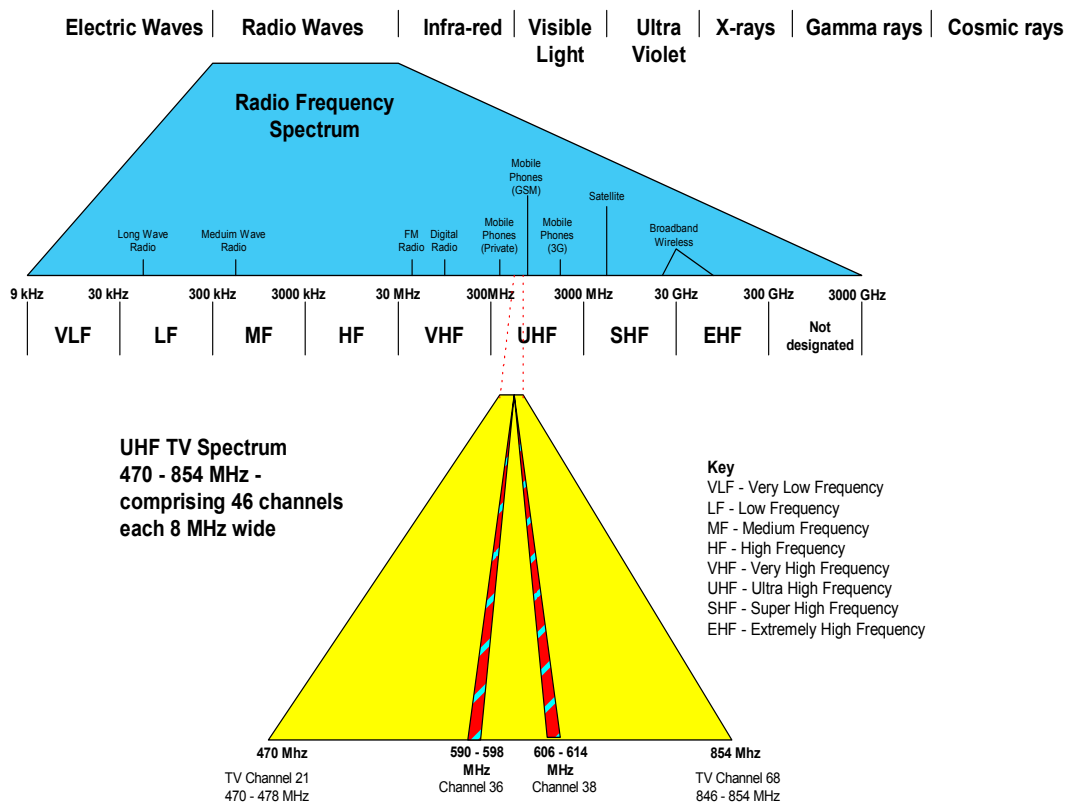 Electric Waves
Radio Waves
Infra-red
Visible
Light
Ultra
Violet
X-rays
Gamma rays
Cosmic rays
Radio Frequency
Spectrum
Long Wave
Radio
Meduim Wave
Radio
FM
Radio
Digital
Radio
Mobile
Phones
(Private)
Mobile
Phones
(GSM)
Mobile
Phones
(3G)
Satellite
Broadband
Wireless
9 kHz
30 kHz
300 kHz
3000 kHz
30 MHz
300MHz
3000 MHz
30 GHz
300 GHz
3000 GHz
VLF
LF
MF
HF
VHF
UHF
SHF
EHF
Not
designated
UHF TV Spectrum
470 - 854 MHz -
comprising 46 channels
each 8 MHz wide
Key
VLF - Very Low Frequency
LF - Low Frequency
MF - Medium Frequency
HF - High Frequency
VHF - Very High Frequency
UHF - Ultra High Frequency
SHF - Super High Frequency
EHF - Extremely High Frequency
470 Mhz
TV Channel 21
470 - 478 MHz
590 - 598
MHz
Channel 36
606 - 614
MHz
Channel 38
854 Mhz
TV Channel 68
846 - 854 MHz